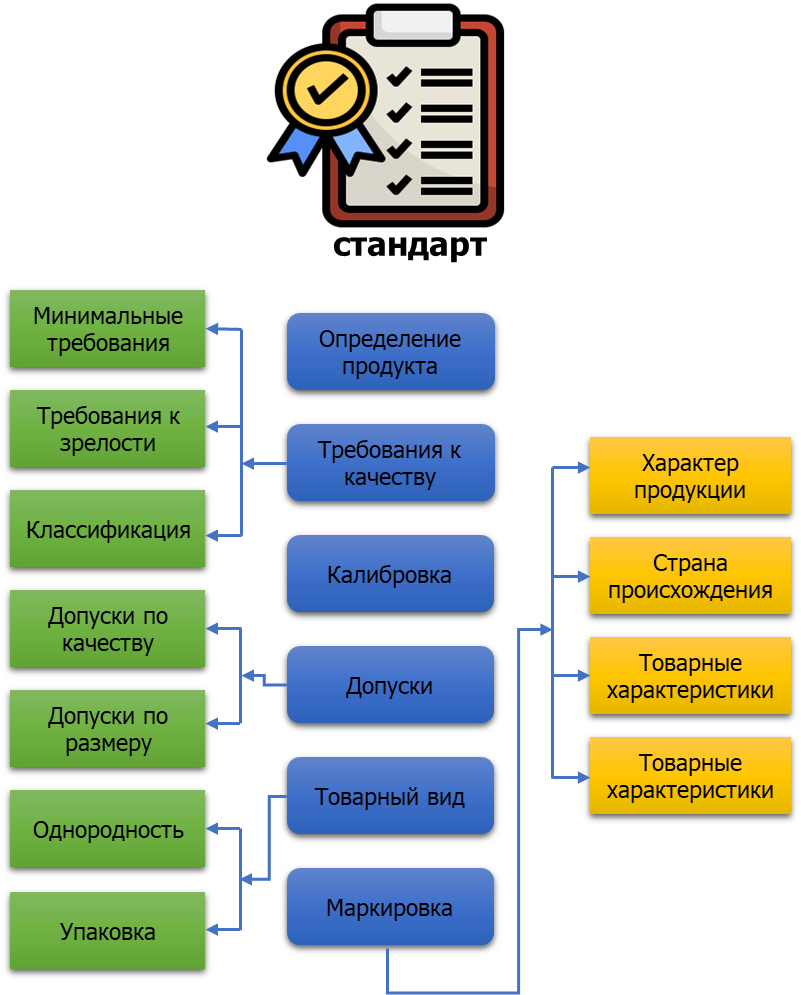 стандарт
Минимальные
требования
Требования к
зрелости
Классификация
Допуски по
качеству
Допуски по
размеру
Однородность
Упаковка
Определение
продукта
Требования к
качеству
Калибровка
Допуски
Товарный вид
Маркировка
Характер
продукции
Страна
происхождения
Товарные
характеристики
Товарные
характеристики